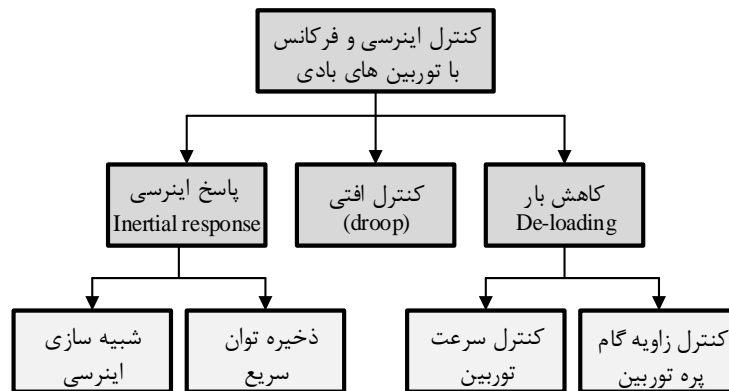 کنترل اینرسی و فرکانس
با توربین های بادی
کاهش بار
De-loading
کنترل افتی
(droop)
پاسخ اینرسی
Inertial response
کنترل زاویه گام
پره توربین
کنترل سرعت
توربین
ذخیره توان
سریع
شبیه سازی
اینرسی